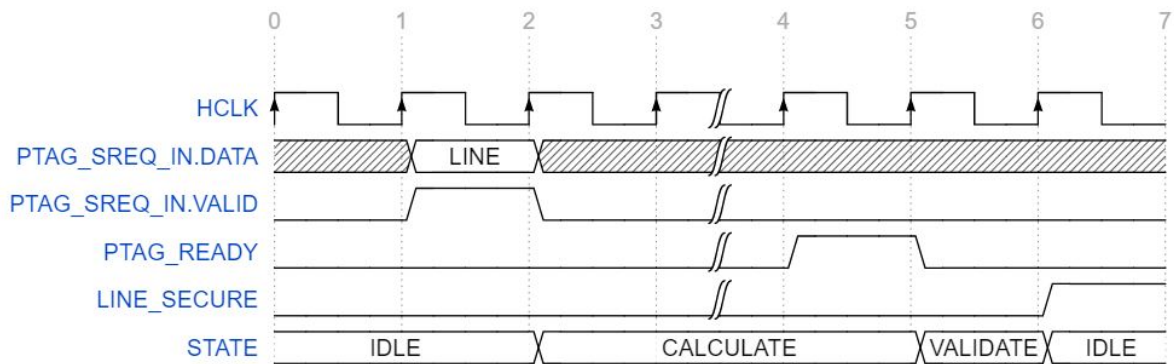 0 1 2 3 4 5 6 7
HCLK
PTAG_SREQ_IN.DATA LINE
PTAG_SREQ_IN.VALID
PTAG_READY
LINE_SECURE
STATE IDLE CALCULATE VALIDATE IDLE